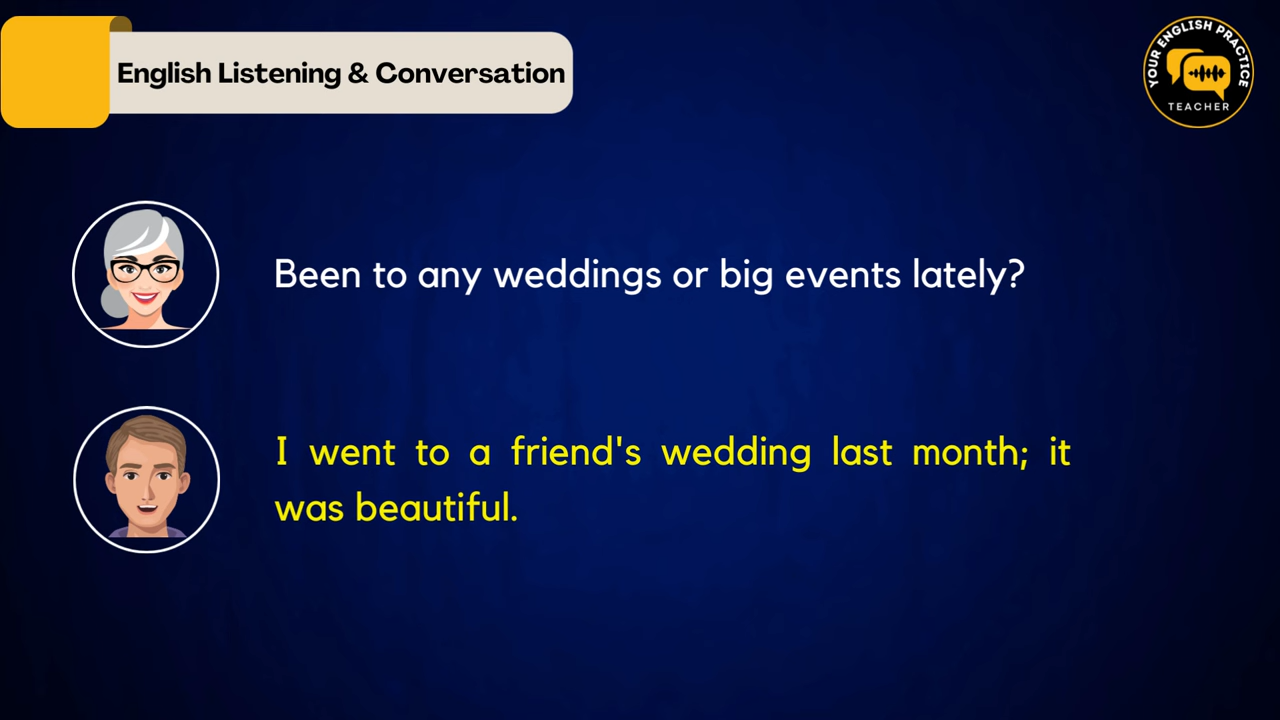 English Listening & Conversation
YOUR ENGLISH PRACTICE
TEACHER
Been to any weddings or big events lately?
I went to a friend's wedding last month; it
was beautiful.